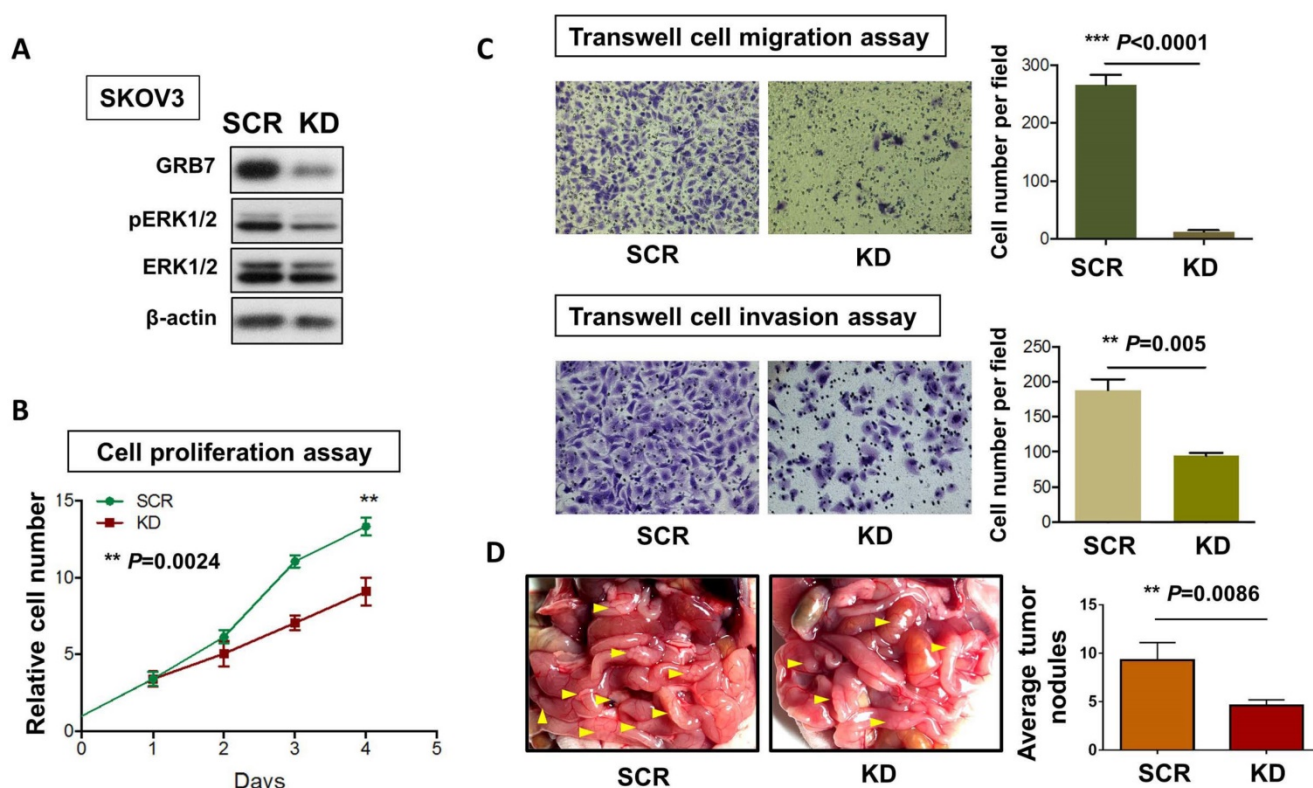 A
SKOV3
SCR KD
GRB7
pERK1/2
ERK1/2
β-actin
B
Cell proliferation assay
Relative cell number
15
10
5
0
SCR
KD
** P=0.0024
**
0 1 2 3 4 5
Days
C
Transwell cell migration assay
SCR KD
Cell number per field
*** P<0.0001
300
200
100
0
SCR KD
Transwell cell invasion assay
SCR KD
Cell number per field
** P=0.005
250
200
150
100
50
0
SCR KD
D
SCR KD
Average tumor
nodules
** P=0.0086
15
10
5
0
SCR KD